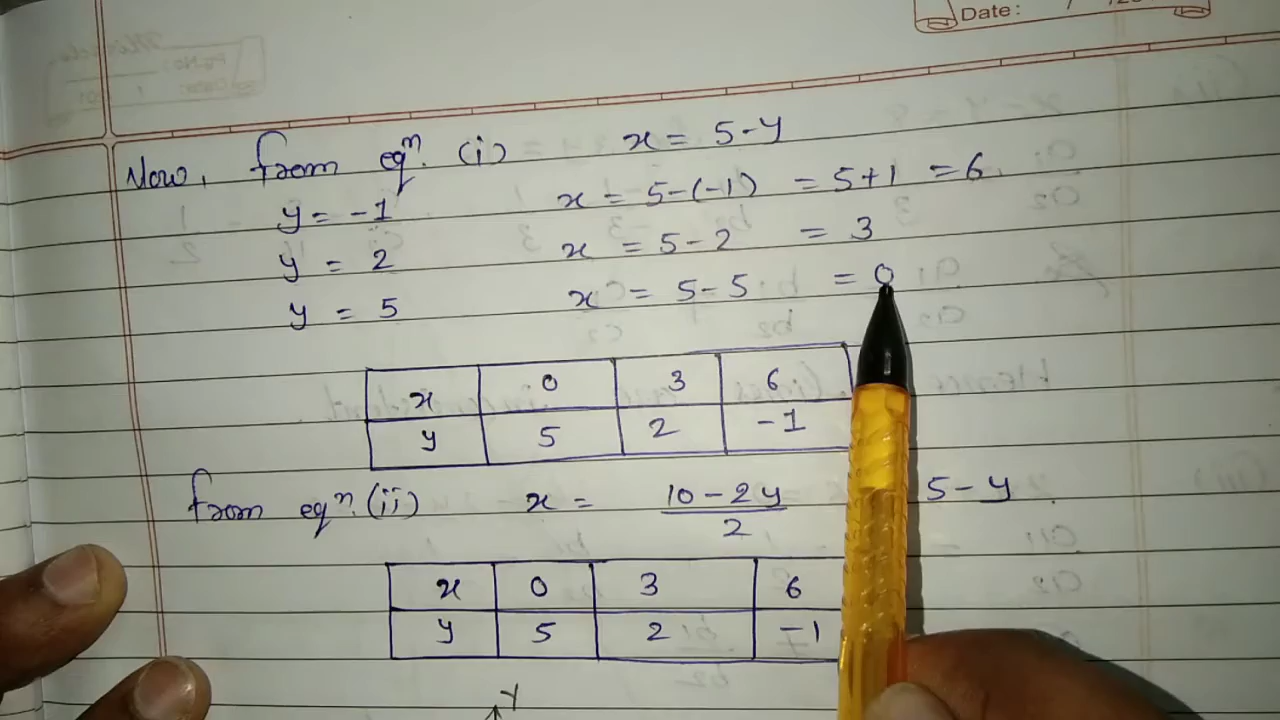 Date: /
Now, from eqⁿ. (i) x = 5-y
y = -1 x = 5-(-1) = 5+1 = 6.
y = 2 x = 5-2 = 3
y = 5 x = 5-5 = 0
x 0 3 6
y 5 2 -1
from eqⁿ.(ii) x = 10-2y/2 5-y
x 0 3 6
y 5 2 -1
Y